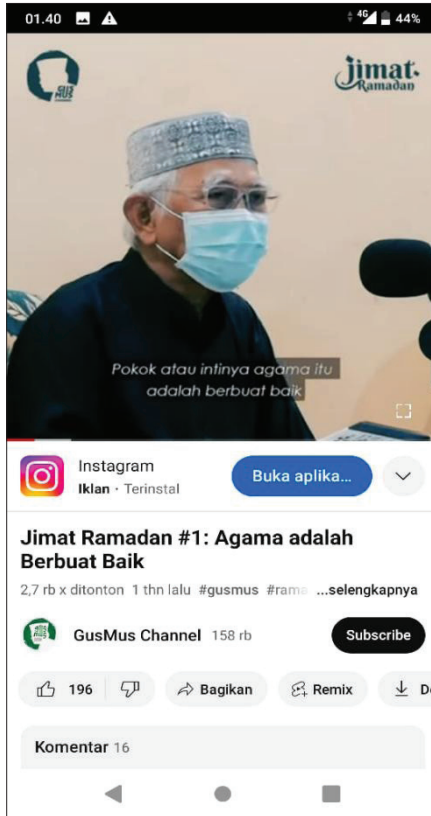 01.40
4G 44%
GUS
MUS
jimat
Ramadan
Pokok atau intinya agama itu
adalah berbuat baik
Instagram
Iklan · Terinstal
Buka aplika...
Jimat Ramadan #1: Agama adalah
Berbuat Baik
2,7 rb x ditonton 1 thn lalu #gusmus #rama ...selengkapnya
GusMus Channel 158 rb
Subscribe
196
Bagikan
Remix
D
Komentar 16